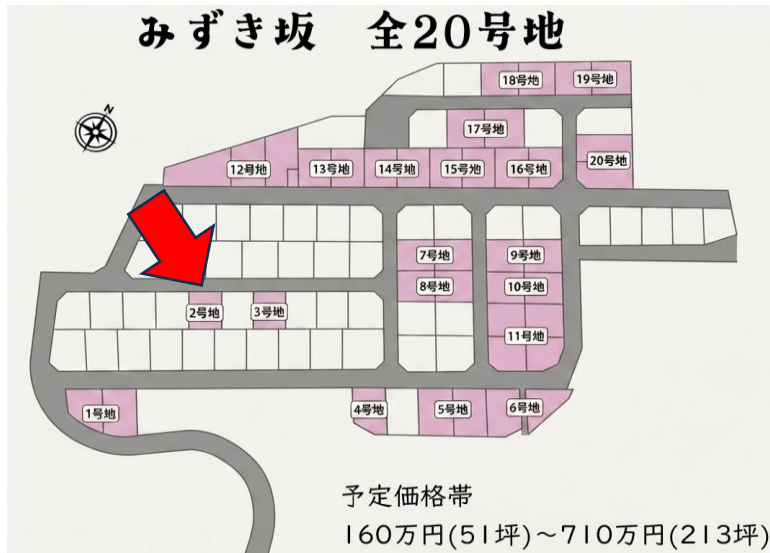 みずき坂 全20号地
N
18号地
19号地
17号地
12号地
13号地
14号地
15号地
16号地
20号地
7号地
9号地
8号地
10号地
2号地
3号地
11号地
1号地
4号地
5号地
6号地
予定価格帯
160万円(51坪)～710万円(213坪)